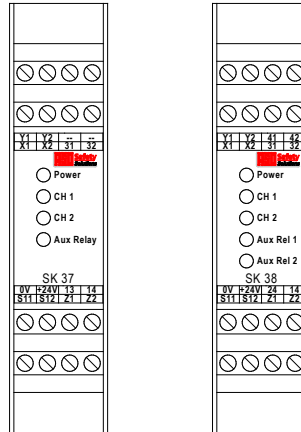 Y1 Y2 -- --
X1 X2 31 32
Safety
Power
CH 1
CH 2
Aux Relay
SK 37
0V +24V 13 14
S11 S12 Z1 Z2
Y1 Y2 41 42
X1 X2 31 32
Safety
Power
CH 1
CH 2
Aux Rel 1
Aux Rel 2
SK 38
0V +24V 24 14
S11 S12 Z1 Z2